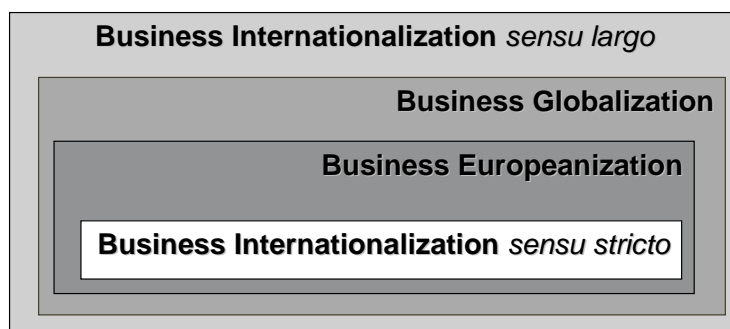 Business Internationalization sensu largo
Business Globalization
Business Europeanization
Business Internationalization sensu stricto